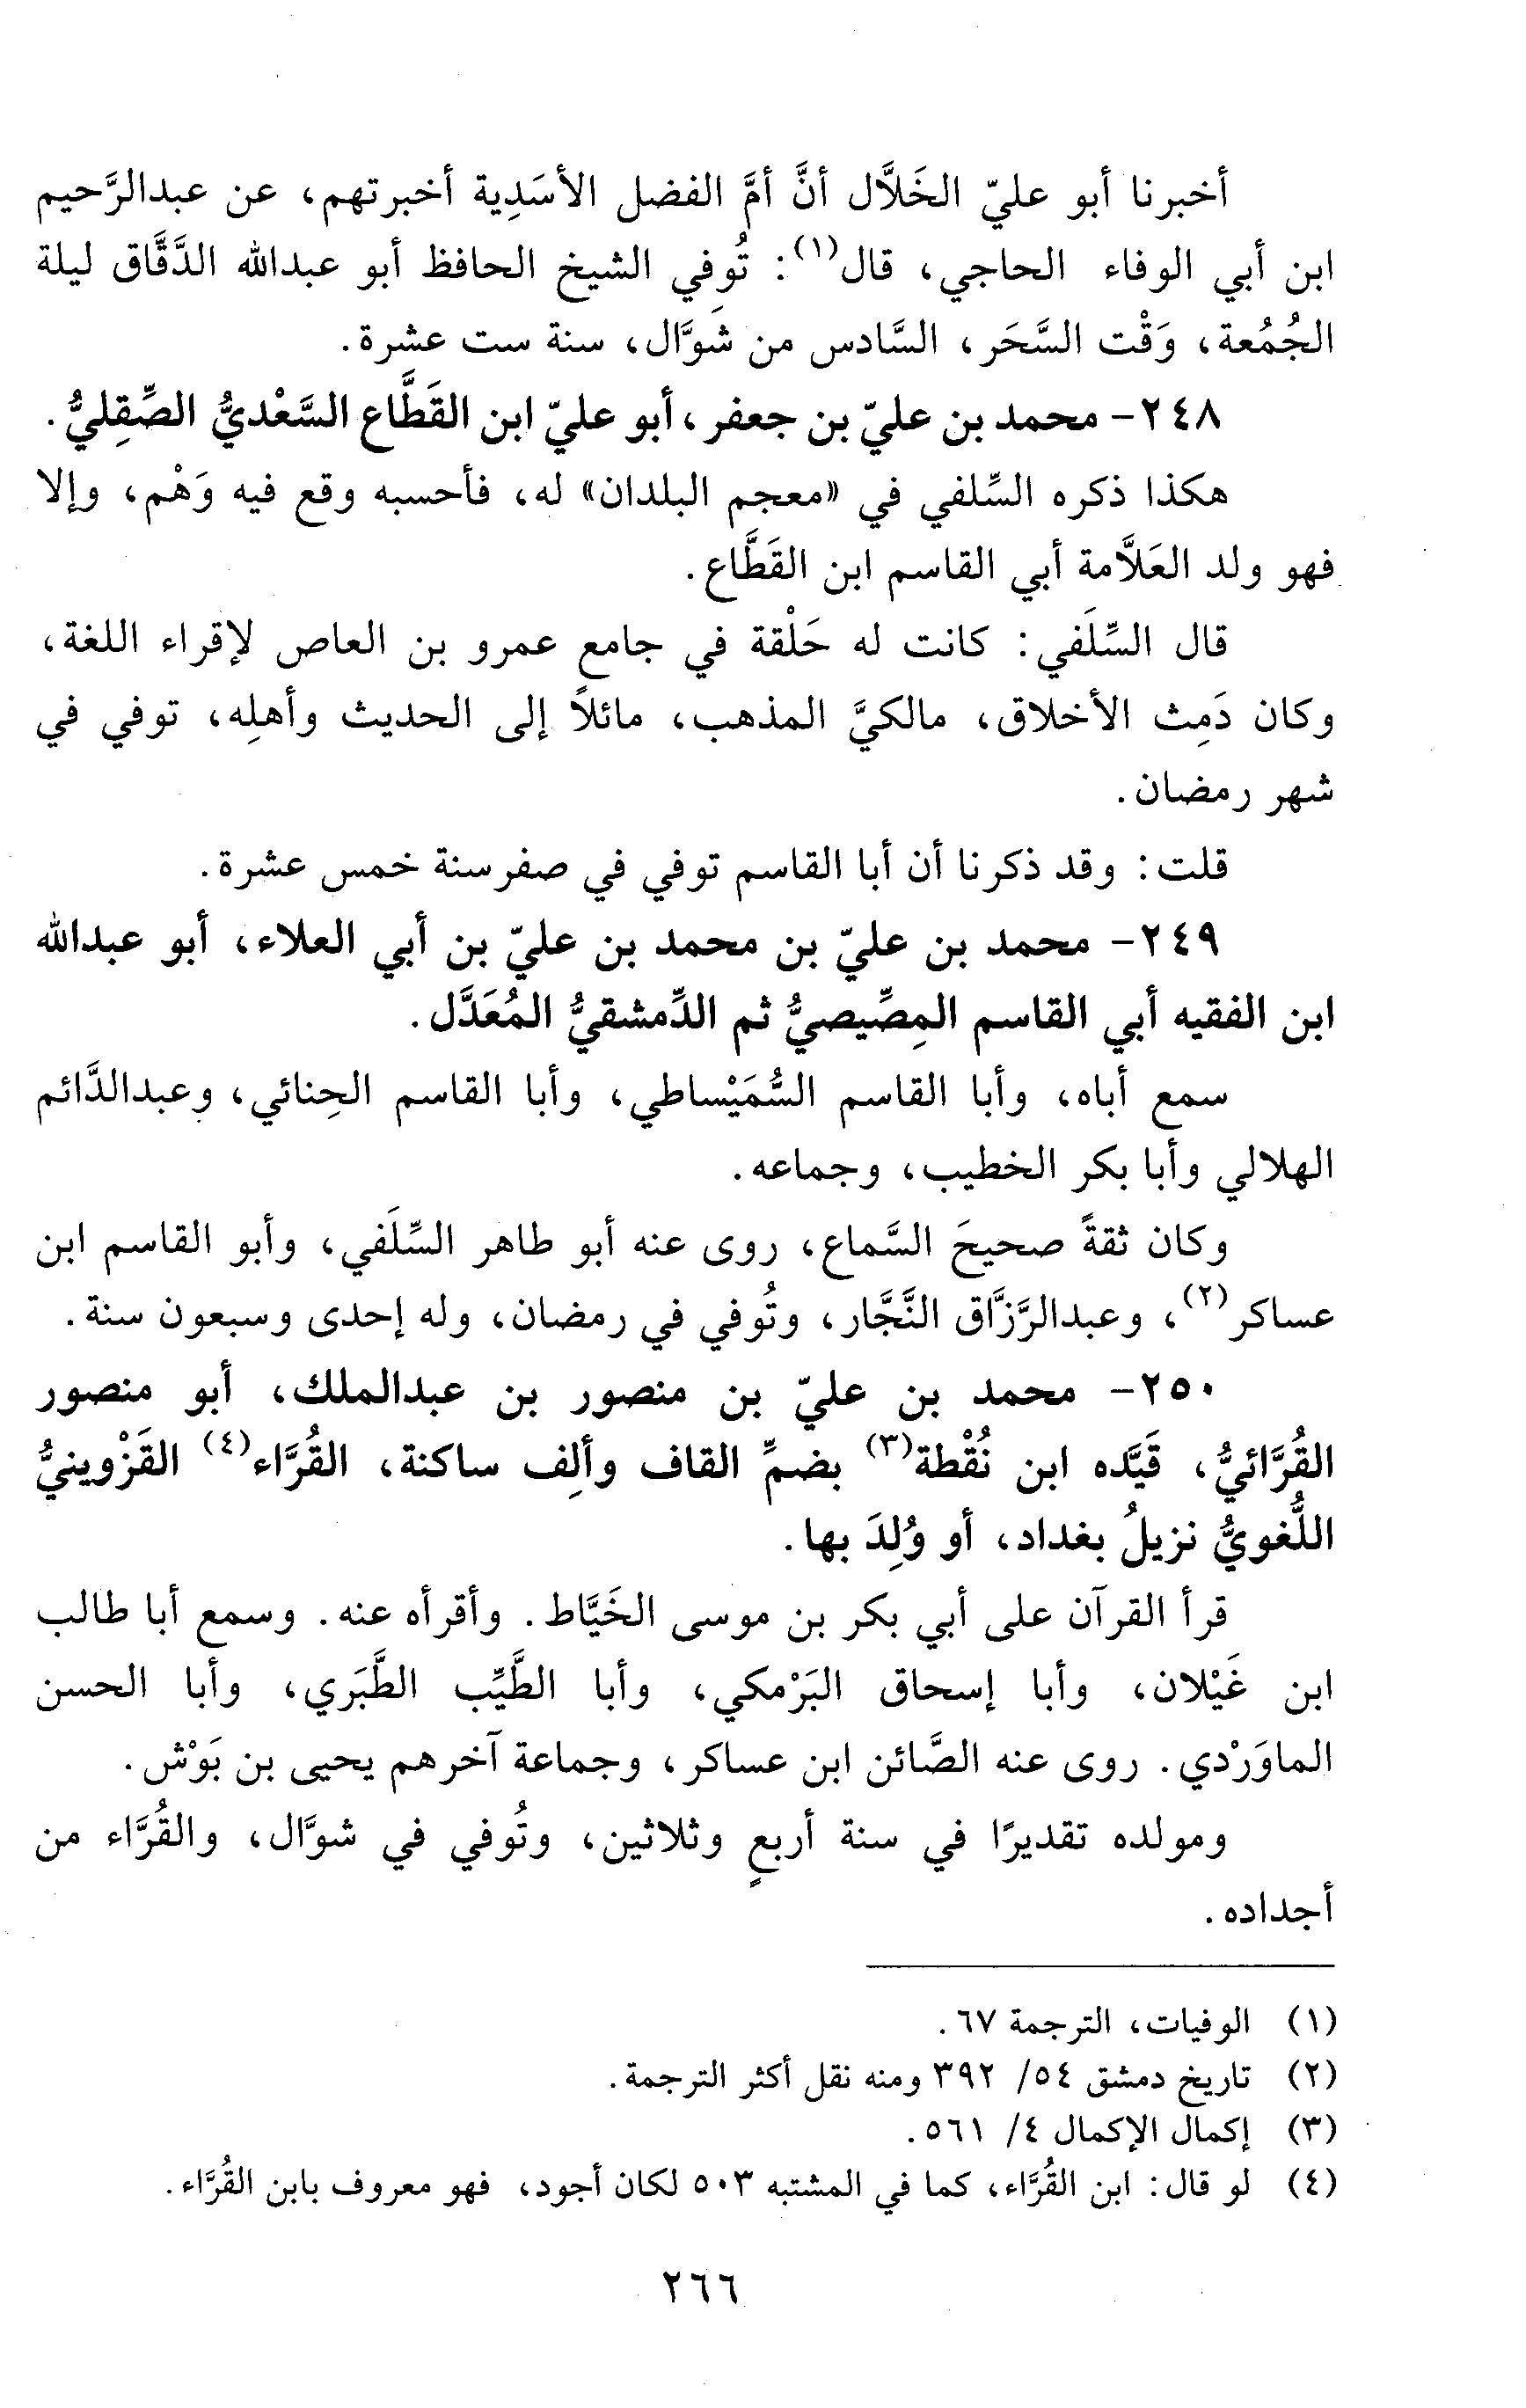 أخبرنا أبو عليّ الخَلاَّل أنَّ أمَّ الفضل الأسَدِية أخبرتهم، عن عبدالرَّحيم
ابن أبي الوفاء الحاجي، قال(١): تُوفي الشيخ الحافظ أبو عبدالله الدَّقَّاق ليلة
الجُمُعة، وَقْت السَّحَر، السَّادس من شَوَّال، سنة ست عشرة.
٢٤٨- محمد بن عليّ بن جعفر، أبو عليّ ابن القَطَّاع السَّعْديُّ الصِّقِليُّ.
هكذا ذكره السِّلفي في «معجم البلدان» له، فأحسبه وقع فيه وَهْم، وإلا
فهو ولد العَلاَّمة أبي القاسم ابن القَطَّاع.
قال السِّلَفي: كانت له حَلْقة في جامع عمرو بن العاص لإقراء اللغة،
وكان دَمِث الأخلاق، مالكيَّ المذهب، مائلاً إلى الحديث وأهلِه، توفي في
شهر رمضان.
قلت: وقد ذكرنا أن أبا القاسم توفي في صفر سنة خمس عشرة.
٢٤٩- محمد بن عليّ بن محمد بن عليّ بن أبي العلاء، أبو عبدالله
ابن الفقيه أبي القاسم المِصِّيصيُّ ثم الدِّمشقيُّ المُعَدَّل.
سمع أباه، وأبا القاسم السُّمَيْساطي، وأبا القاسم الحِنائي، وعبدالدَّائم
الهلالي وأبا بكر الخطيب، وجماعه.
وكان ثقةً صحيحَ السَّماع، روى عنه أبو طاهر السِّلَفي، وأبو القاسم ابن
عساكر(٢)، وعبدالرَّزَّاق النَّجَّار، وتُوفي في رمضان، وله إحدى وسبعون سنة.
٢٥٠- محمد بن عليّ بن منصور بن عبدالملك، أبو منصور
القُرَّائيُّ، قَيَّده ابن نُقْطة(٣) بضمِّ القاف وألِف ساكنة، القُرَّاء(٤) القَزْوينيُّ
اللُّغويُّ نزيلُ بغداد، أو وُلِدَ بها.
قرأ القرآن على أبي بكر بن موسى الخَيَّاط. وأقرأه عنه. وسمع أبا طالب
ابن غَيْلان، وأبا إسحاق البَرْمكي، وأبا الطَّيِّب الطَّبَري، وأبا الحسن
الماوَرْدي. روى عنه الصَّائن ابن عساكر، وجماعة آخرهم يحيى بن بَوْش.
ومولده تقديرًا في سنة أربعٍ وثلاثين، وتُوفي في شوَّال، والقُرَّاء من
أجداده.
(١) الوفيات، الترجمة ٦٧.
(٢) تاريخ دمشق ٥٤/ ٣٩٢ ومنه نقل أكثر الترجمة.
(٣) إكمال الإكمال ٤/ ٥٦١.
(٤) لو قال: ابن القُرَّاء، كما في المشتبه ٥٠٣ لكان أجود، فهو معروف بابن القُرَّاء.
٢٦٦